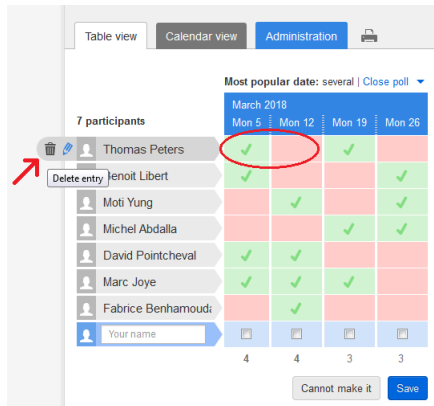 Table view Calendar view Administration
Most popular date: several | Close poll
March 2018
7 participants Mon 5 Mon 12 Mon 19 Mon 26
Thomas Peters
Delete entry Benoit Libert
Moti Yung
Michel Abdalla
David Pointcheval
Marc Joye
Fabrice Benhamouda
Your name
4 4 3 3
Cannot make it Save